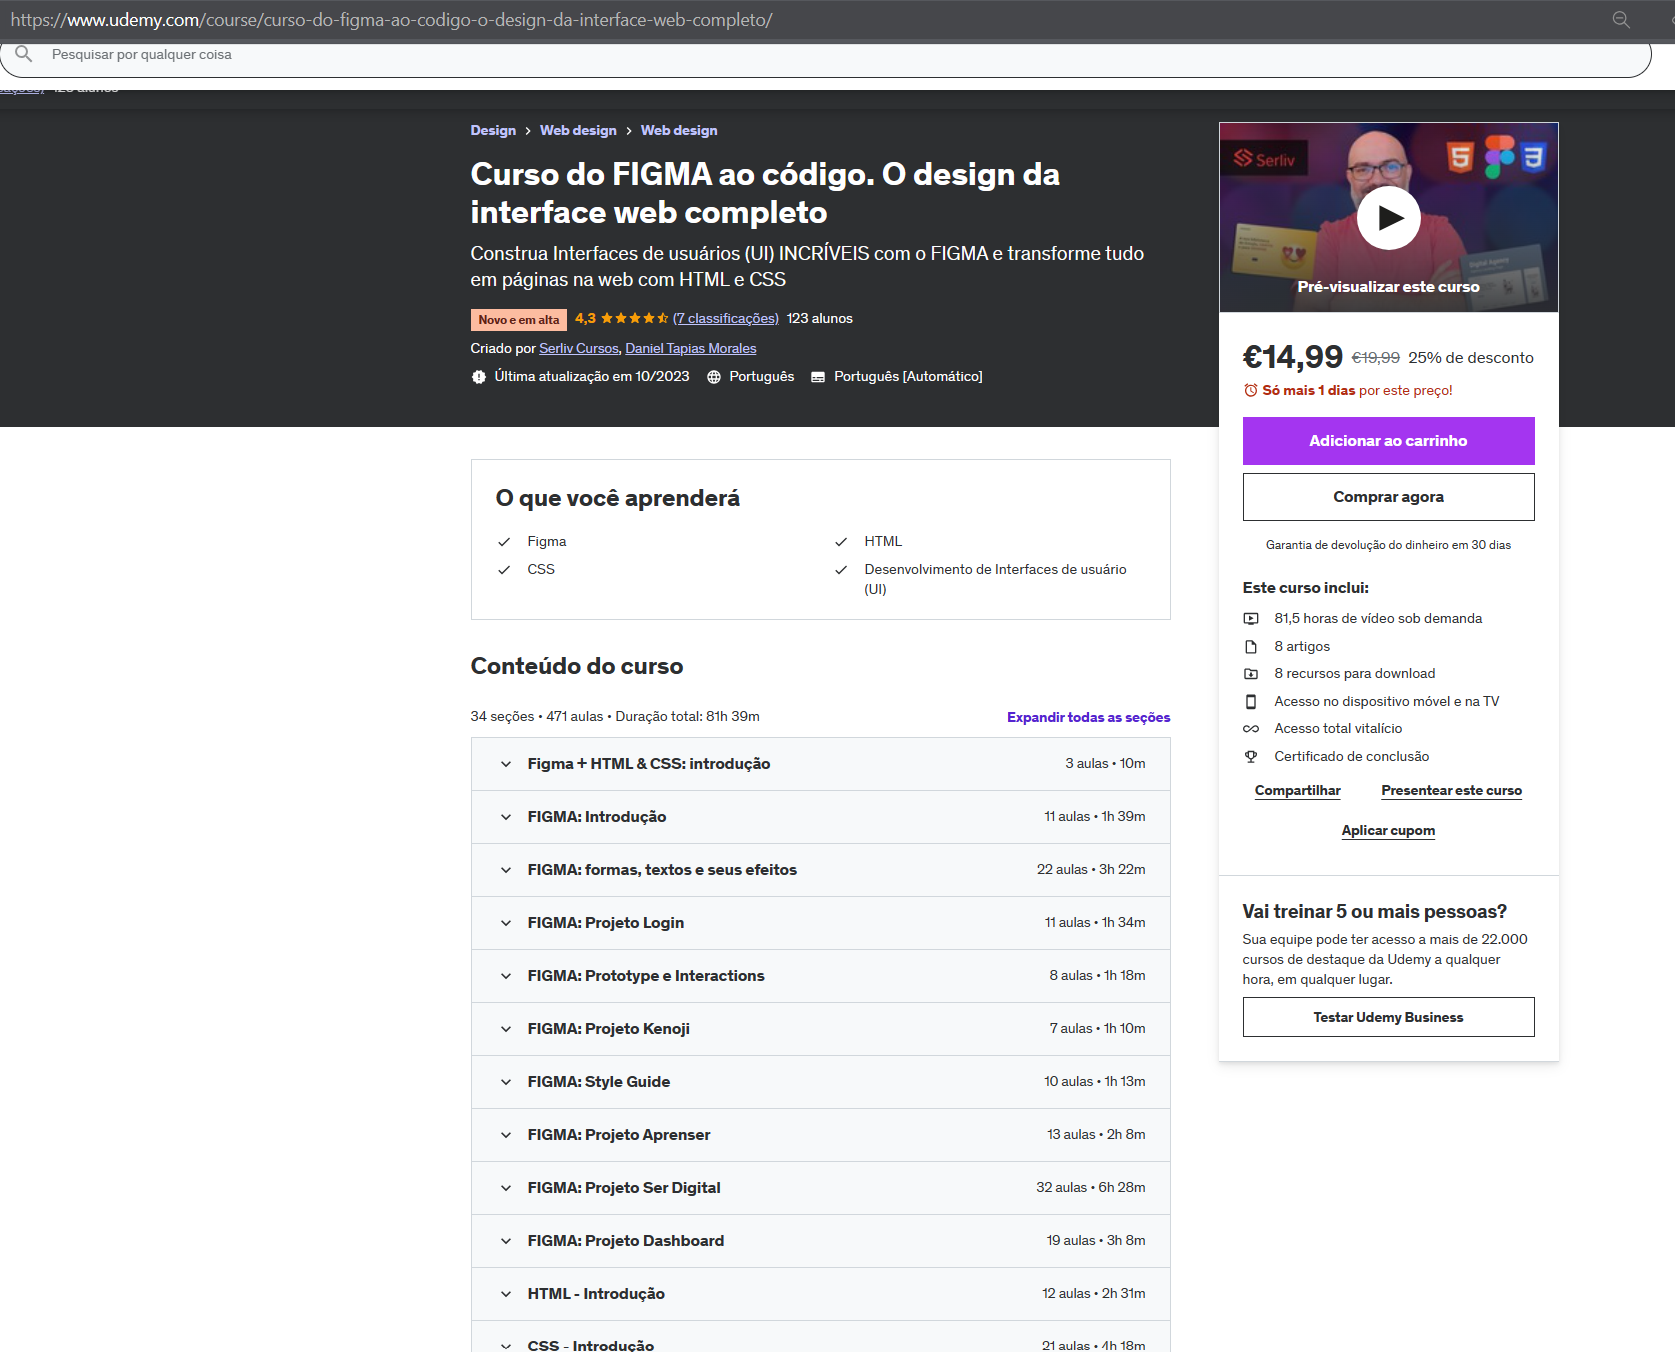 https://www.udemy.com/course/curso-do-figma-ao-codigo-o-design-da-interface-web-completo/
Pesquisar por qualquer coisa
Design > Web design > Web design
Curso do FIGMA ao código. O design da
interface web completo
Construa Interfaces de usuários (UI) INCRÍVEIS com o FIGMA e transforme tudo
em páginas na web com HTML e CSS
Novo e em alta 4,3 (7 classificações) 123 alunos
Criado por Serliv Cursos, Daniel Tapias Morales
Última atualização em 10/2023 Português Português [Automático]
Serliv
Pré-visualizar este curso
€14,99 €19,99 25% de desconto
Só mais 1 dias por este preço!
Adicionar ao carrinho
Comprar agora
Garantia de devolução do dinheiro em 30 dias
Este curso inclui:
81,5 horas de vídeo sob demanda
8 artigos
8 recursos para download
Acesso no dispositivo móvel e na TV
Acesso total vitalício
Certificado de conclusão
Compartilhar Presentear este curso
Aplicar cupom
Vai treinar 5 ou mais pessoas?
Sua equipe pode ter acesso a mais de 22.000
cursos de destaque da Udemy a qualquer
hora, em qualquer lugar.
Testar Udemy Business
O que você aprenderá
Figma
HTML
CSS
Desenvolvimento de Interfaces de usuário
(UI)
Conteúdo do curso
34 seções • 471 aulas • Duração total: 81h 39m Expandir todas as seções
Figma + HTML & CSS: introdução 3 aulas • 10m
FIGMA: Introdução 11 aulas • 1h 39m
FIGMA: formas, textos e seus efeitos 22 aulas • 3h 22m
FIGMA: Projeto Login 11 aulas • 1h 34m
FIGMA: Prototype e Interactions 8 aulas • 1h 18m
FIGMA: Projeto Kenoji 7 aulas • 1h 10m
FIGMA: Style Guide 10 aulas • 1h 13m
FIGMA: Projeto Aprenser 13 aulas • 2h 8m
FIGMA: Projeto Ser Digital 32 aulas • 6h 28m
FIGMA: Projeto Dashboard 19 aulas • 3h 8m
HTML - Introdução 12 aulas • 2h 31m
CSS - Introdução 21 aulas • 4h 18m